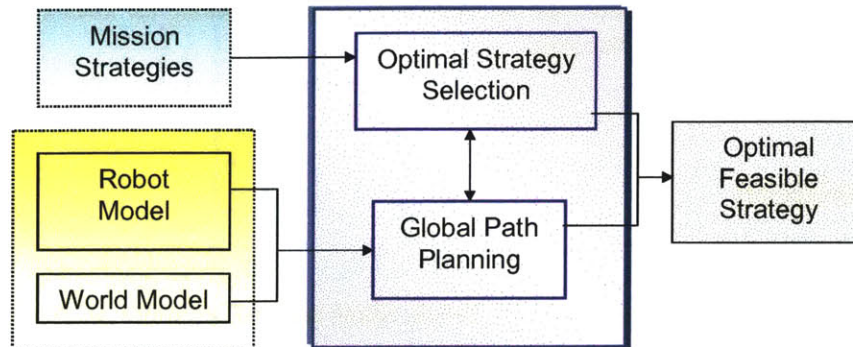 Mission
Strategies
Optimal Strategy
Selection
Robot
Model
World Model
Global Path
Planning
Optimal
Feasible
Strategy